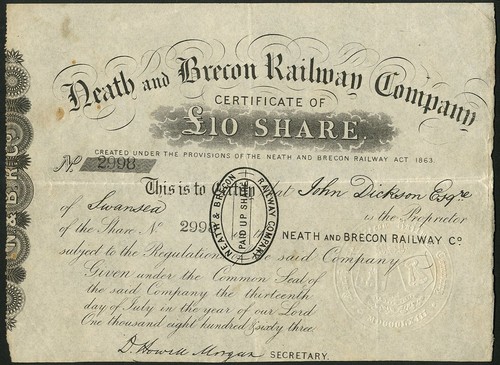 Neath and Brecon Railway Company
CERTIFICATE OF
£10 SHARE.
CREATED UNDER THE PROVISIONS OF THE NEATH AND BRECON RAILWAY ACT 1863.
No. 2998
This is to certify that John Dickson Esqre
of Swansea is the Proprietor
of the Share No 2998 in the NEATH AND BRECON RAILWAY Co.
subject to the Regulations of the said Company
Given under the Common Seal of
the said Company the thirteenth
day of July in the year of our Lord
One thousand eight hundred & sixty three.
D. Howell Morgan SECRETARY.
NEATH & BRECON RAILWAY COMPANY
PAID UP SHARE
N. & B. R. Co.